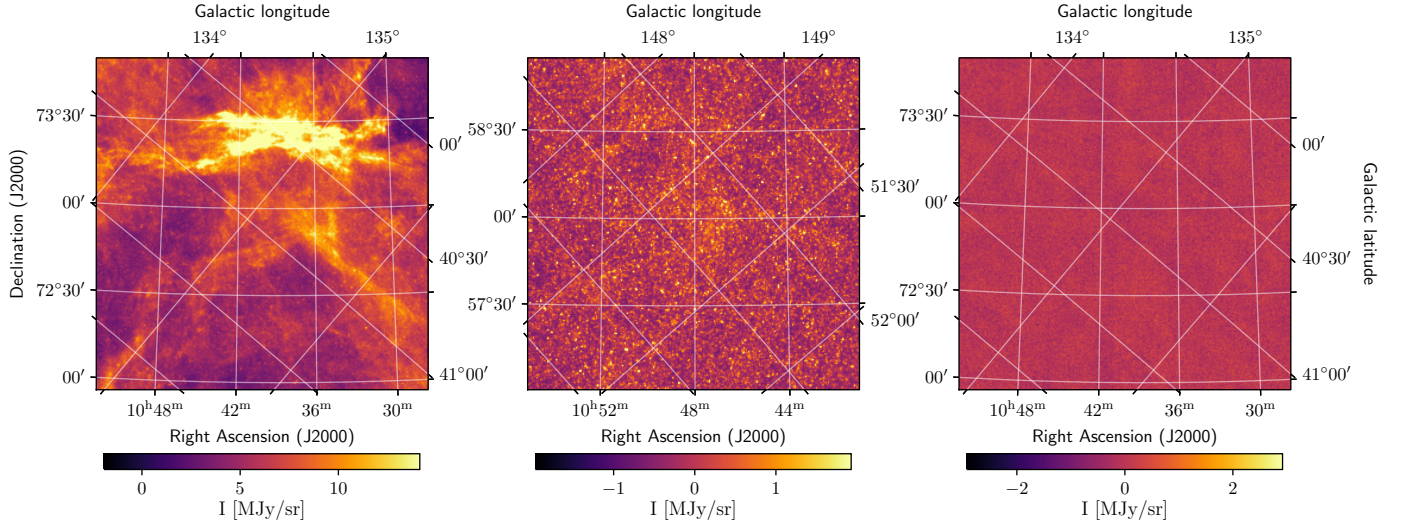 Galactic longitude
134° 135°
Declination (J2000)
73°30′
00′
72°30′
00′
00′
40°30′
41°00′
10ʰ48ᵐ 42ᵐ 36ᵐ 30ᵐ
Right Ascension (J2000)
0 5 10
I [MJy/sr]
Galactic longitude
148° 149°
58°30′
00′
57°30′
51°30′
52°00′
10ʰ52ᵐ 48ᵐ 44ᵐ
Right Ascension (J2000)
−1 0 1
I [MJy/sr]
Galactic longitude
134° 135°
73°30′
00′
72°30′
00′
00′
40°30′
41°00′
Galactic latitude
10ʰ48ᵐ 42ᵐ 36ᵐ 30ᵐ
Right Ascension (J2000)
−2 0 2
I [MJy/sr]